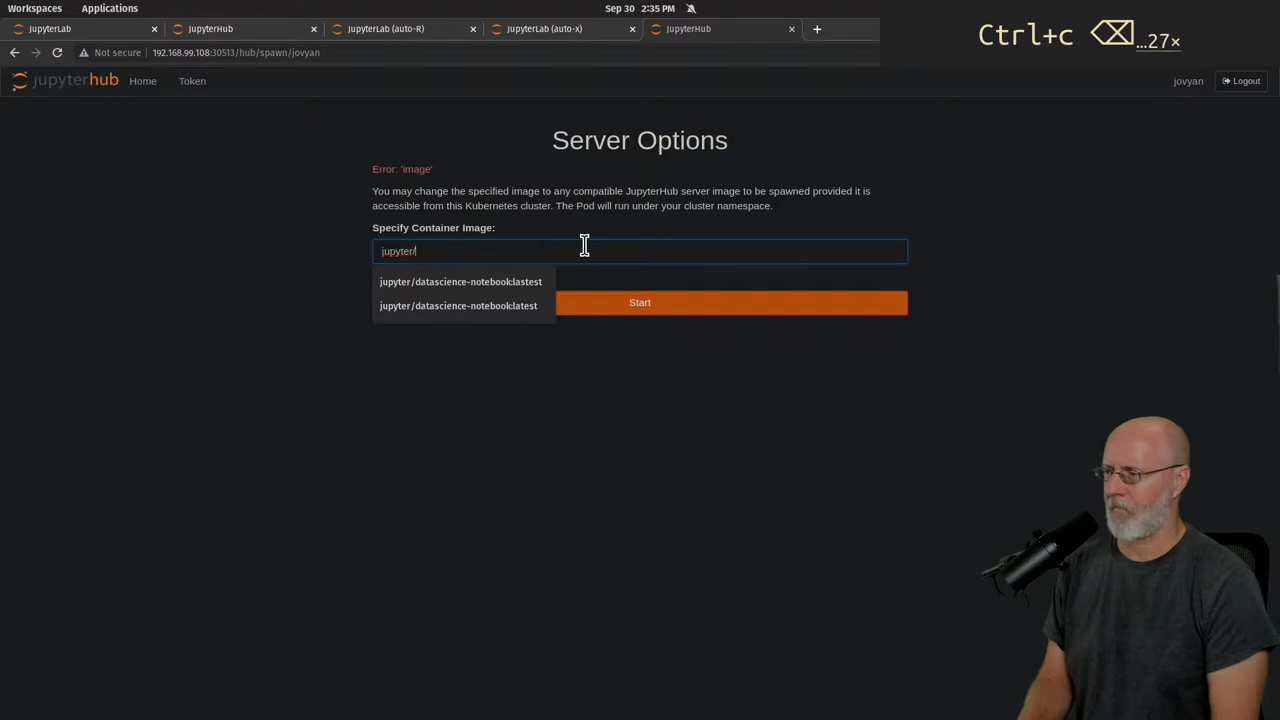 Workspaces Applications Sep 30 2:35 PM
JupyterLab × JupyterHub × JupyterLab (auto-R) × JupyterLab (auto-x) × JupyterHub × +
Not secure 192.168.99.108:30513/hub/spawn/jovyan
Ctrl+c ⌫...27×
jupyterhub Home Token jovyan Logout
Server Options
Error: 'image'
You may change the specified image to any compatible JupyterHub server image to be spawned provided it is
accessible from this Kubernetes cluster. The Pod will run under your cluster namespace.
Specify Container Image:
jupyter/
jupyter/datascience-notebook:lastest
jupyter/datascience-notebook:latest
Start